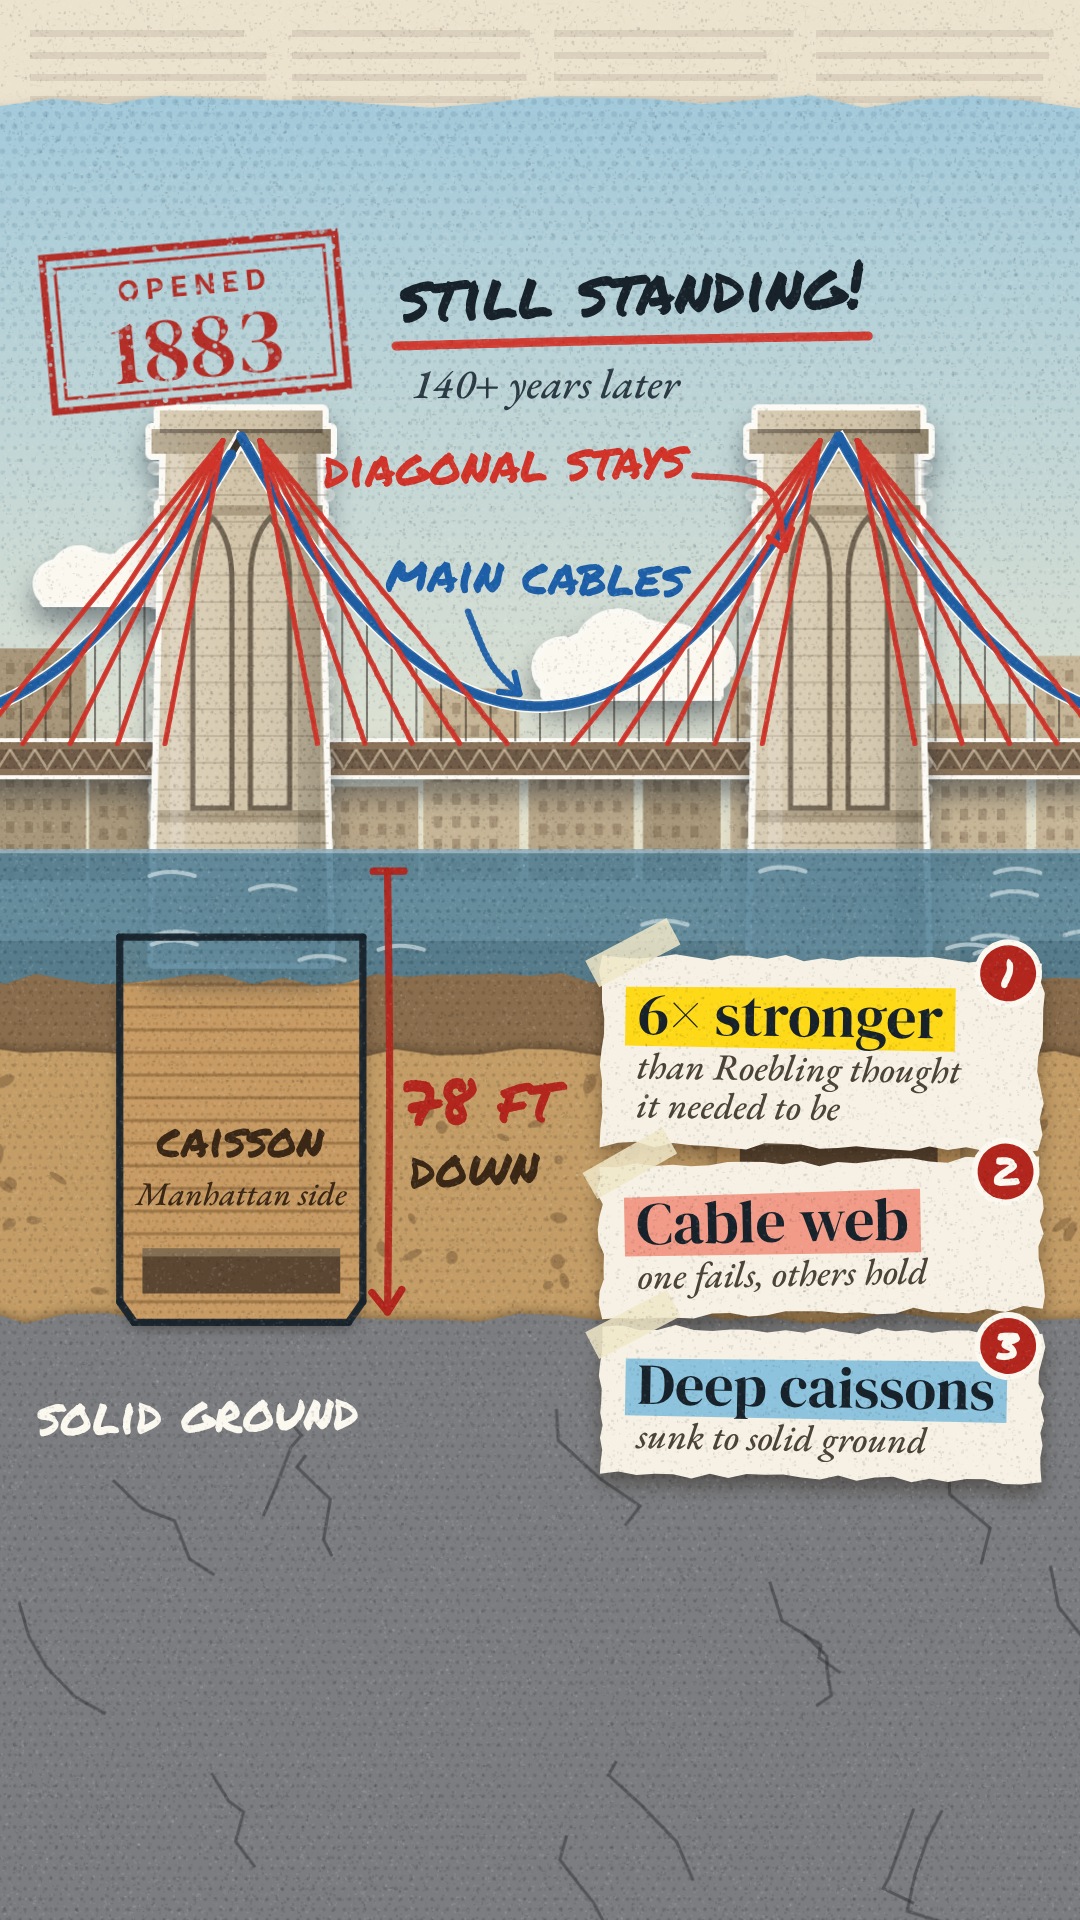 OPENED
1883
STILL STANDING!
140+ years later
DIAGONAL STAYS
MAIN CABLES
78 FT
DOWN
CAISSON
Manhattan side
SOLID GROUND
1
6× stronger
than Roebling thought
it needed to be
2
Cable web
one fails, others hold
3
Deep caissons
sunk to solid ground